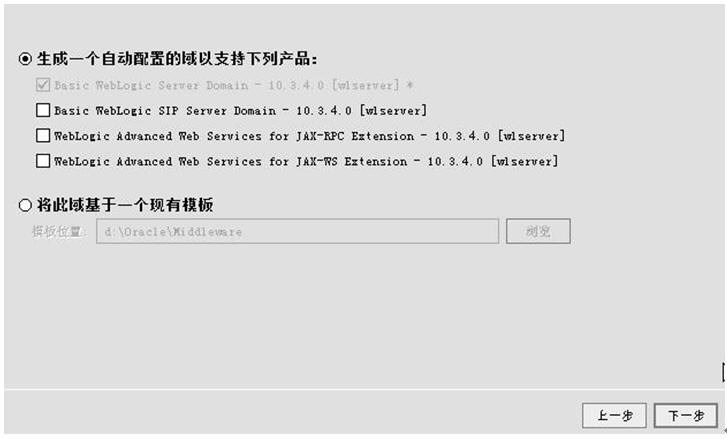 生成一个自动配置的域以支持下列产品:
Basic WebLogic Server Domain - 10.3.4.0 [wlserver] *
Basic WebLogic SIP Server Domain - 10.3.4.0 [wlserver]
WebLogic Advanced Web Services for JAX-RPC Extension - 10.3.4.0 [wlserver]
WebLogic Advanced Web Services for JAX-WS Extension - 10.3.4.0 [wlserver]
将此域基于一个现有模板
模板位置: d:\Oracle\Middleware 浏览
上一步 下一步